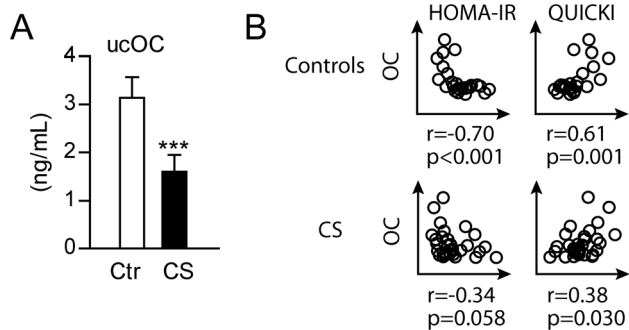 A
ucOC
(ng/mL)
4
3
2
1
0
***
Ctr
CS
B
HOMA-IR
QUICKI
Controls
OC
r=-0.70
p<0.001
r=0.61
p=0.001
CS
OC
r=-0.34
p=0.058
r=0.38
p=0.030